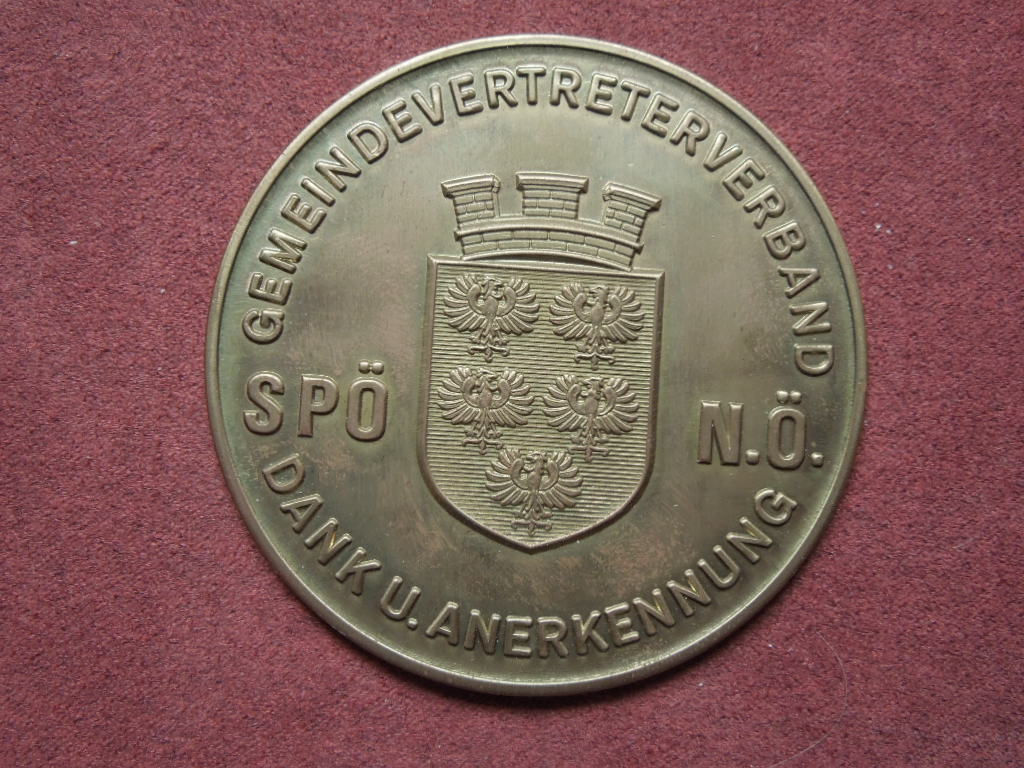 GEMEINDEVERTRETERVERBAND
SPÖ N.Ö.
DANK U. ANERKENNUNG